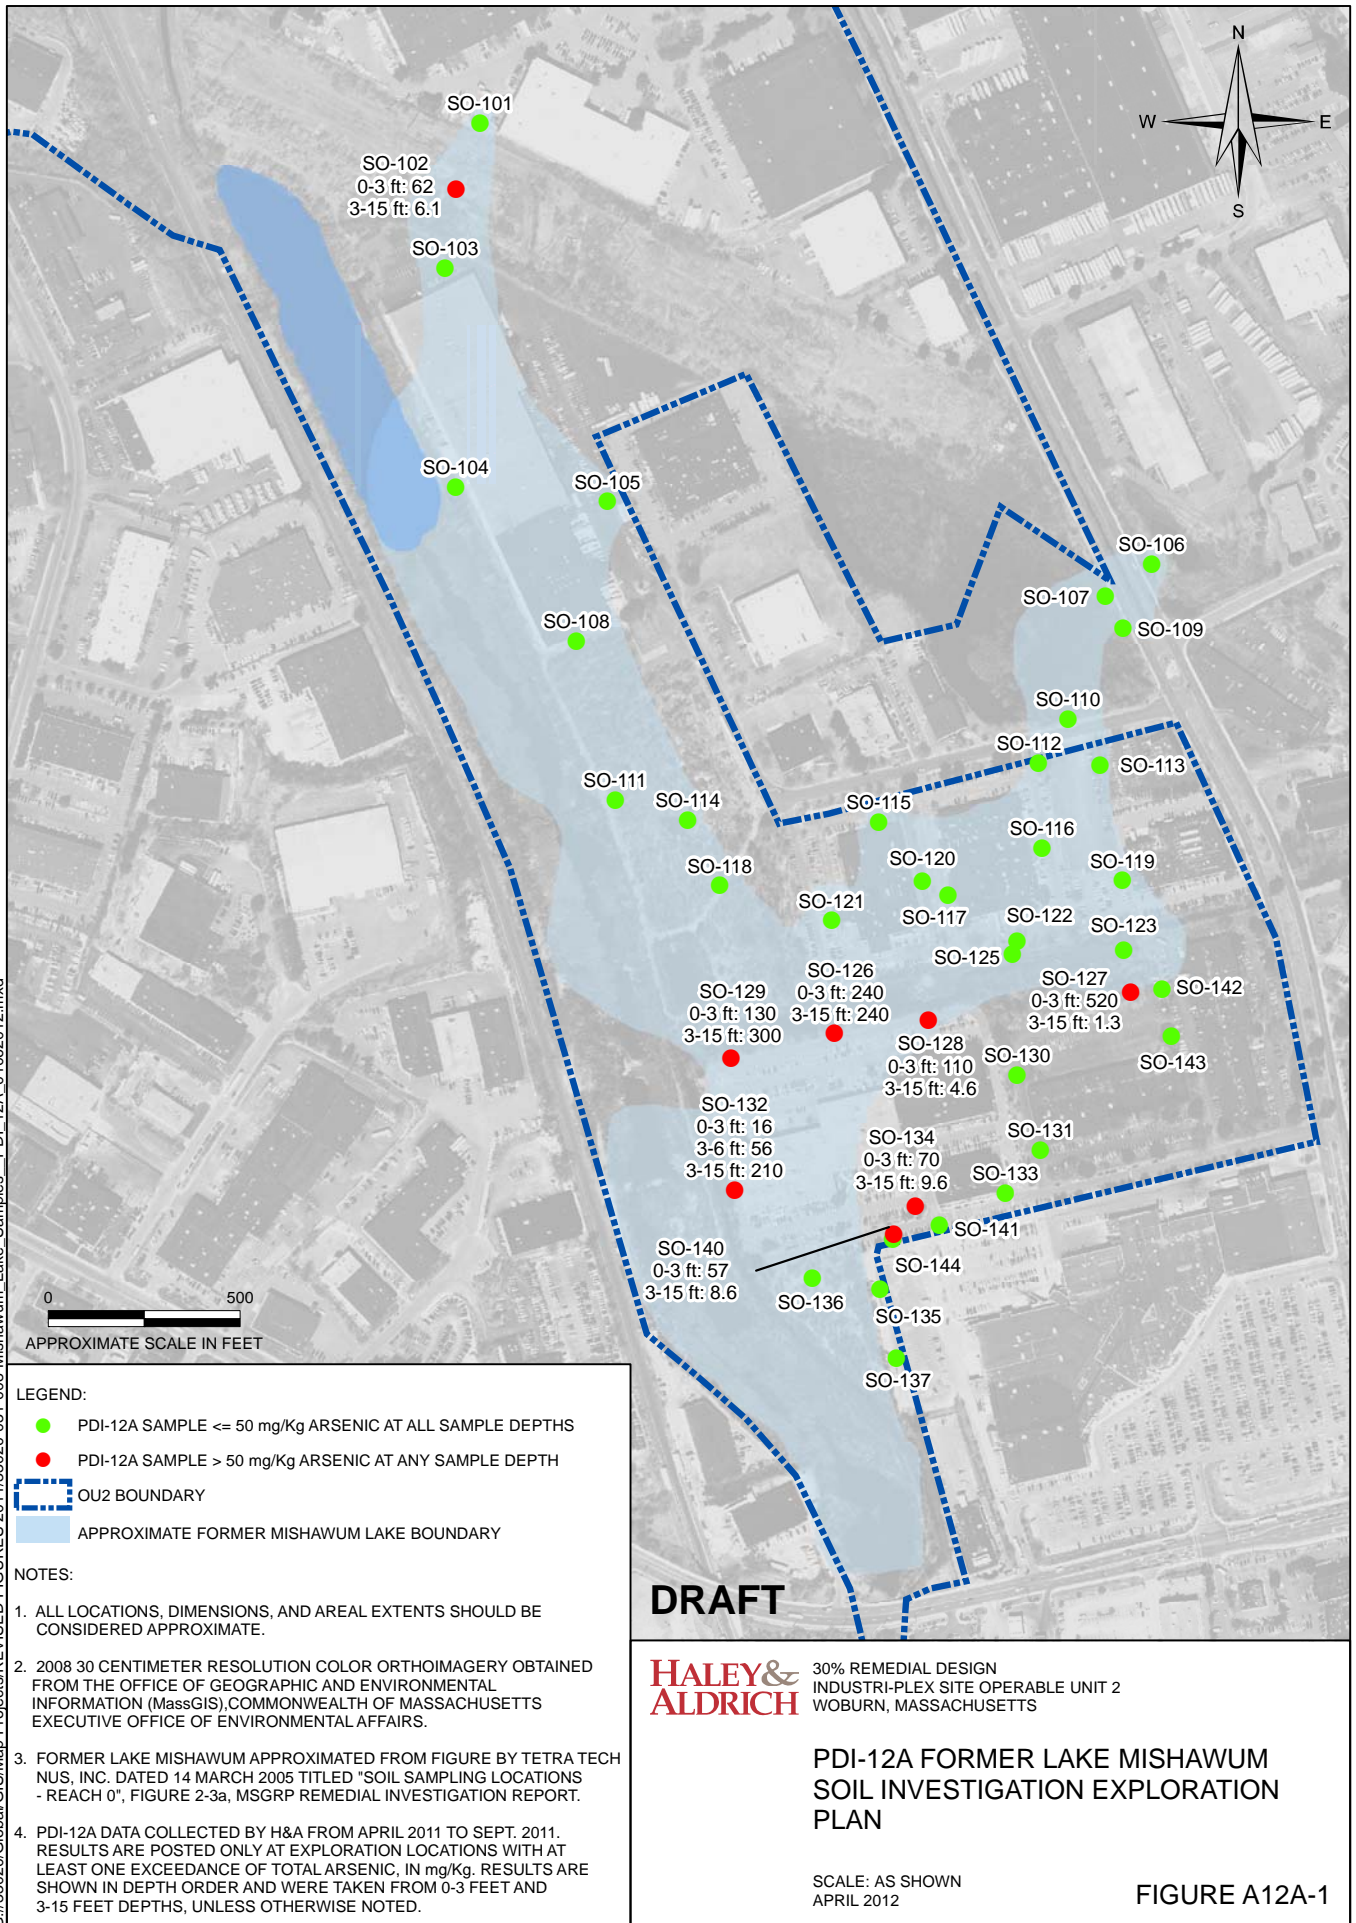 N
W
E
S
SO-101
SO-102
0-3 ft: 62
3-15 ft: 6.1
SO-103
SO-104
SO-105
SO-106
SO-107
SO-109
SO-108
SO-110
SO-112
SO-113
SO-111
SO-114
SO-115
SO-116
SO-118
SO-120
SO-119
SO-117
SO-121
SO-122
SO-123
SO-125
SO-126
0-3 ft: 240
3-15 ft: 240
SO-127
0-3 ft: 520
3-15 ft: 1.3
SO-142
SO-129
0-3 ft: 130
3-15 ft: 300
SO-128
0-3 ft: 110
3-15 ft: 4.6
SO-130
SO-143
SO-132
0-3 ft: 16
3-6 ft: 56
3-15 ft: 210
SO-134
0-3 ft: 70
3-15 ft: 9.6
SO-131
SO-133
SO-141
SO-140
0-3 ft: 57
3-15 ft: 8.6
SO-144
SO-136
SO-135
SO-137
0 500
APPROXIMATE SCALE IN FEET
LEGEND:
PDI-12A SAMPLE <= 50 mg/Kg ARSENIC AT ALL SAMPLE DEPTHS
PDI-12A SAMPLE > 50 mg/Kg ARSENIC AT ANY SAMPLE DEPTH
OU2 BOUNDARY
APPROXIMATE FORMER MISHAWUM LAKE BOUNDARY
NOTES:
1. ALL LOCATIONS, DIMENSIONS, AND AREAL EXTENTS SHOULD BE
CONSIDERED APPROXIMATE.
2. 2008 30 CENTIMETER RESOLUTION COLOR ORTHOIMAGERY OBTAINED
FROM THE OFFICE OF GEOGRAPHIC AND ENVIRONMENTAL
INFORMATION (MassGIS),COMMONWEALTH OF MASSACHUSETTS
EXECUTIVE OFFICE OF ENVIRONMENTAL AFFAIRS.
3. FORMER LAKE MISHAWUM APPROXIMATED FROM FIGURE BY TETRA TECH
NUS, INC. DATED 14 MARCH 2005 TITLED "SOIL SAMPLING LOCATIONS
- REACH 0", FIGURE 2-3a, MSGRP REMEDIAL INVESTIGATION REPORT.
4. PDI-12A DATA COLLECTED BY H&A FROM APRIL 2011 TO SEPT. 2011.
RESULTS ARE POSTED ONLY AT EXPLORATION LOCATIONS WITH AT
LEAST ONE EXCEEDANCE OF TOTAL ARSENIC, IN mg/Kg. RESULTS ARE
SHOWN IN DEPTH ORDER AND WERE TAKEN FROM 0-3 FEET AND
3-15 FEET DEPTHS, UNLESS OTHERWISE NOTED.
DRAFT
HALEY&
ALDRICH
30% REMEDIAL DESIGN
INDUSTRI-PLEX SITE OPERABLE UNIT 2
WOBURN, MASSACHUSETTS
PDI-12A FORMER LAKE MISHAWUM
SOIL INVESTIGATION EXPLORATION
PLAN
SCALE: AS SHOWN
APRIL 2012
FIGURE A12A-1